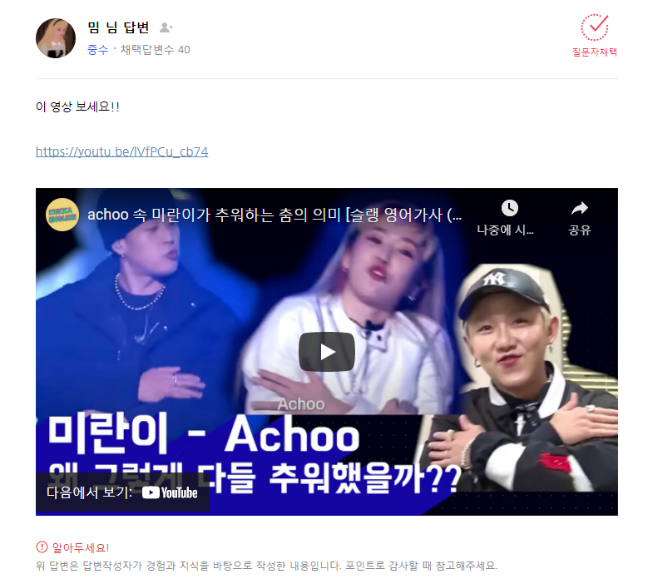 밈 님 답변
중수 · 채택답변수 40
질문자채택
이 영상 보세요!!
https://youtu.be/lVfPCu_cb74
achoo 속 미란이가 추워하는 춤의 의미 [슬랭 영어가사 (...
나중에 시...
공유
Achoo
미란이 - Achoo
왜 그렇게 다들 추워했을까??
다음에서 보기: YouTube
알아두세요!
위 답변은 답변작성자가 경험과 지식을 바탕으로 작성한 내용입니다. 포인트로 감사할 때 참고해주세요.